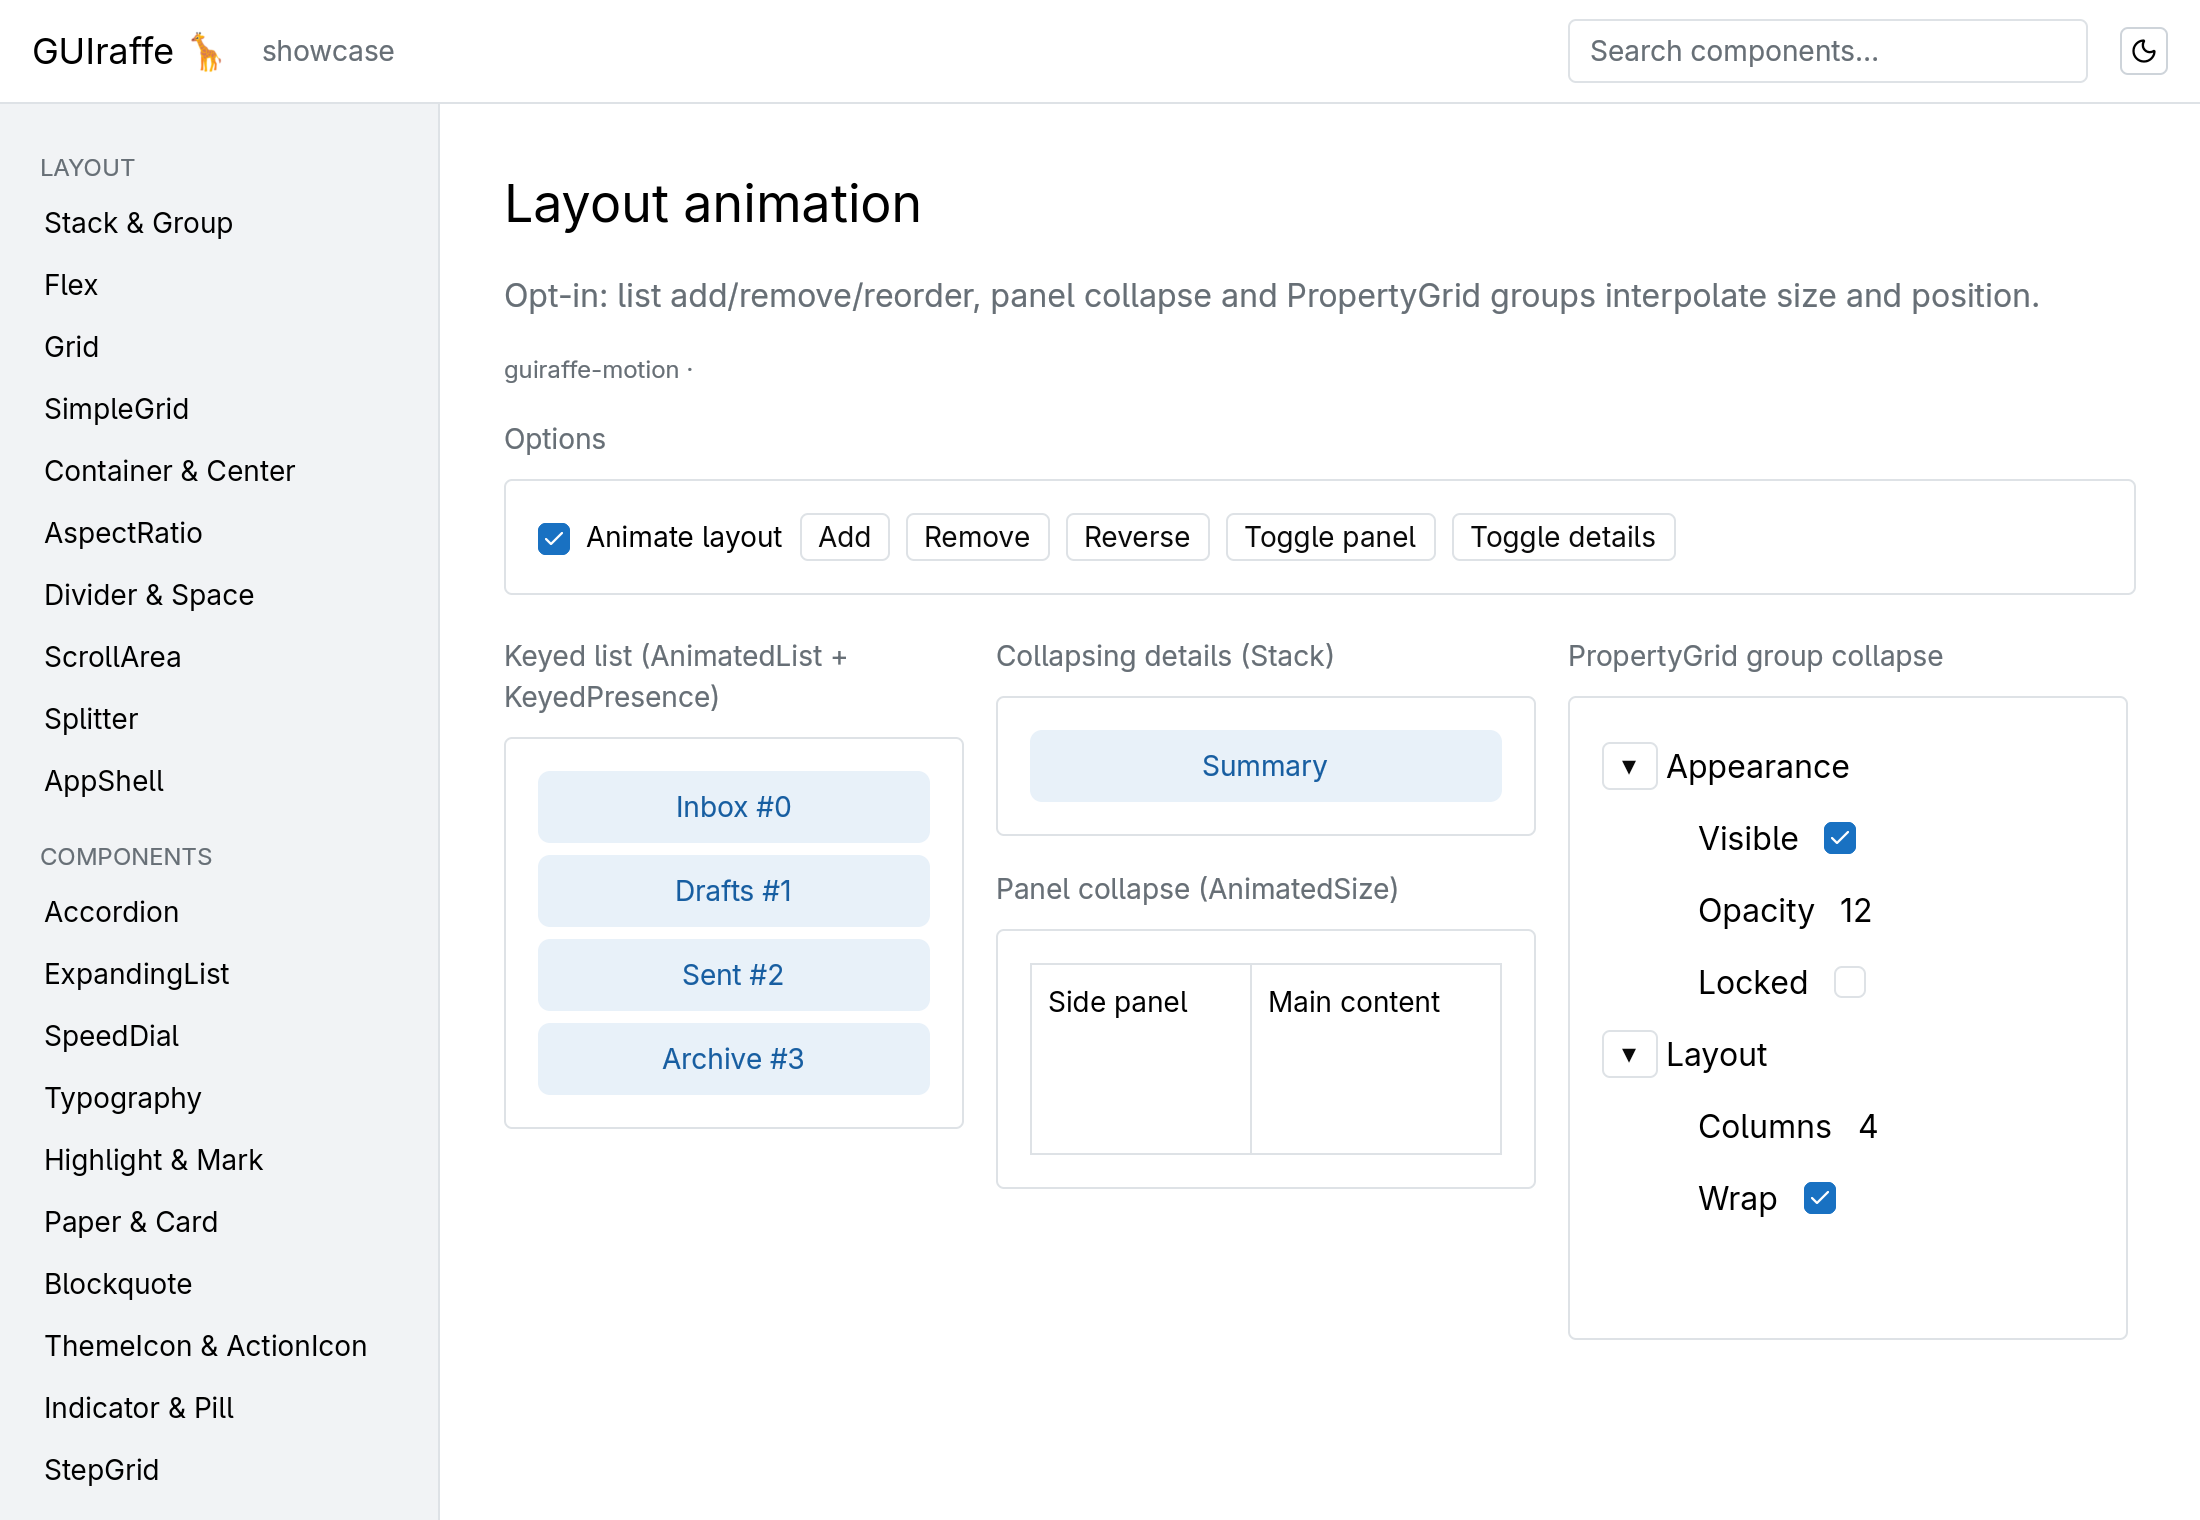 GUIraffe 🦒 showcase
Search components...
LAYOUT
Stack & Group
Flex
Grid
SimpleGrid
Container & Center
AspectRatio
Divider & Space
ScrollArea
Splitter
AppShell
COMPONENTS
Accordion
ExpandingList
SpeedDial
Typography
Highlight & Mark
Paper & Card
Blockquote
ThemeIcon & ActionIcon
Indicator & Pill
StepGrid
Layout animation
Opt-in: list add/remove/reorder, panel collapse and PropertyGrid groups interpolate size and position.
guiraffe-motion ·
Options
Animate layout Add Remove Reverse Toggle panel Toggle details
Keyed list (AnimatedList +
KeyedPresence)
Inbox #0
Drafts #1
Sent #2
Archive #3
Collapsing details (Stack)
Summary
Panel collapse (AnimatedSize)
Side panel Main content
PropertyGrid group collapse
▼ Appearance
Visible
Opacity 12
Locked
▼ Layout
Columns 4
Wrap